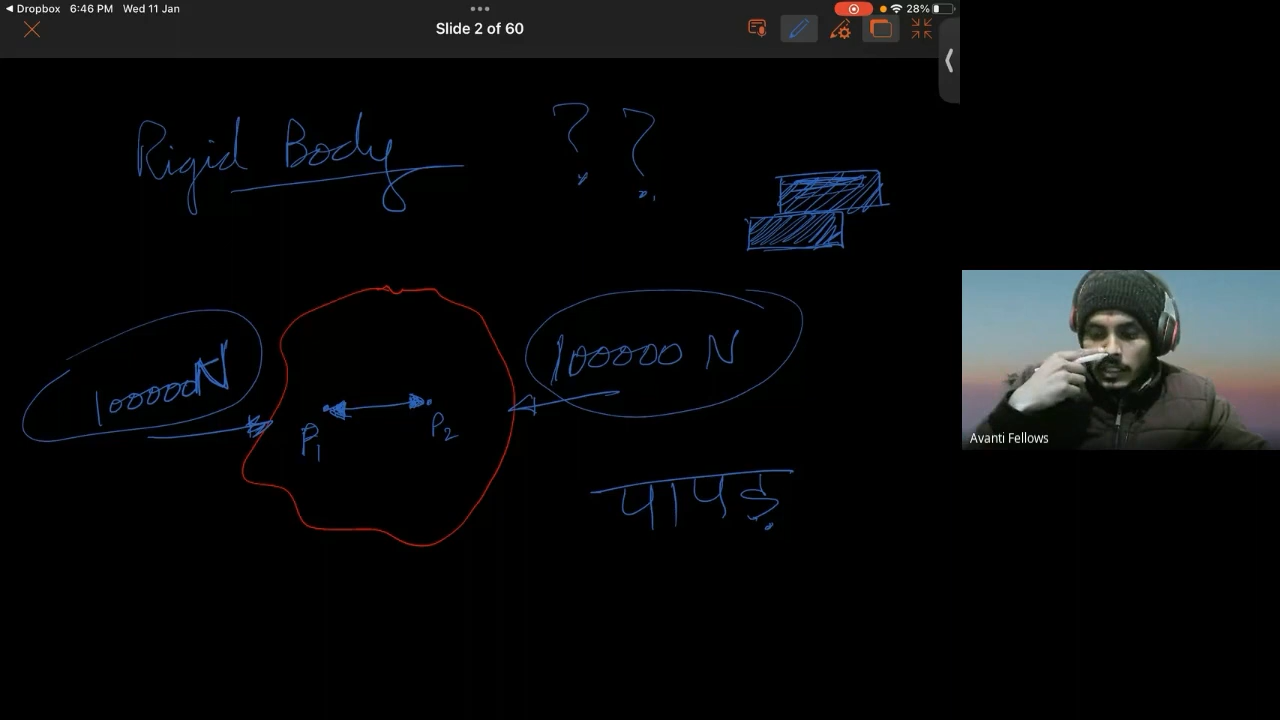 Dropbox 6:46 PM Wed 11 Jan
28%
Slide 2 of 60
Rigid Body ??
100000 N
100000 N
P1 P2
पापड़
Avanti Fellows